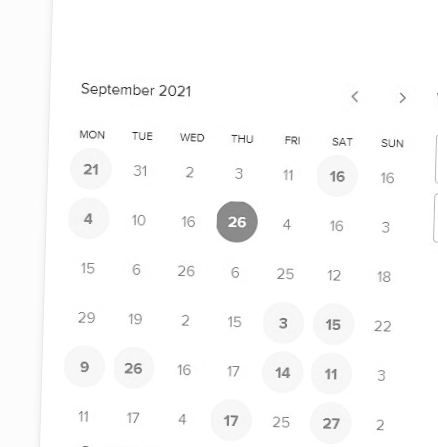 September 2021 < >
MON TUE WED THU FRI SAT SUN
21 31 2 3 11 16 16
4 10 16 26 4 16 3
15 6 26 6 25 12 18
29 19 2 15 3 15 22
9 26 16 17 14 11 3
11 17 4 17 25 27 2